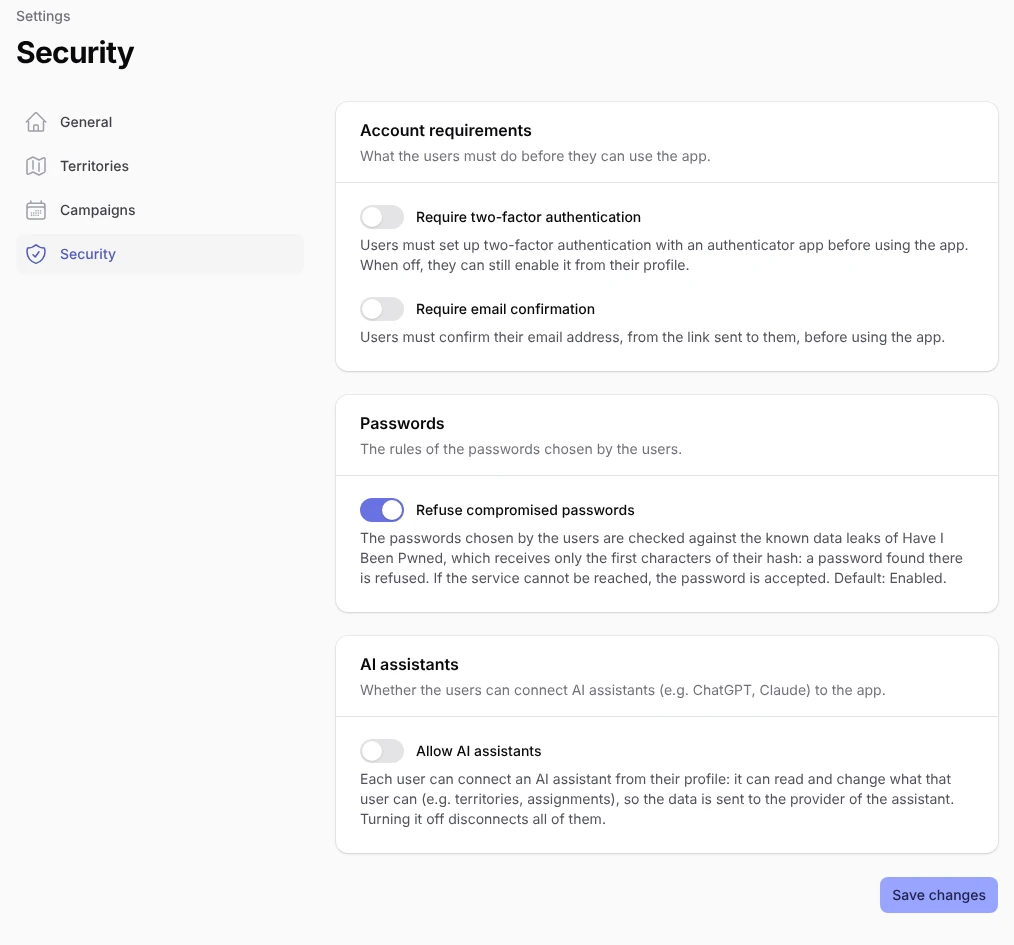 Settings
Security
General
Territories
Campaigns
Security
Account requirements
What the users must do before they can use the app.
Require two-factor authentication
Users must set up two-factor authentication with an authenticator app before using the app.
When off, they can still enable it from their profile.
Require email confirmation
Users must confirm their email address, from the link sent to them, before using the app.
Passwords
The rules of the passwords chosen by the users.
Refuse compromised passwords
The passwords chosen by the users are checked against the known data leaks of Have I
Been Pwned, which receives only the first characters of their hash: a password found there
is refused. If the service cannot be reached, the password is accepted. Default: Enabled.
AI assistants
Whether the users can connect AI assistants (e.g. ChatGPT, Claude) to the app.
Allow AI assistants
Each user can connect an AI assistant from their profile: it can read and change what that
user can (e.g. territories, assignments), so the data is sent to the provider of the assistant.
Turning it off disconnects all of them.
Save changes